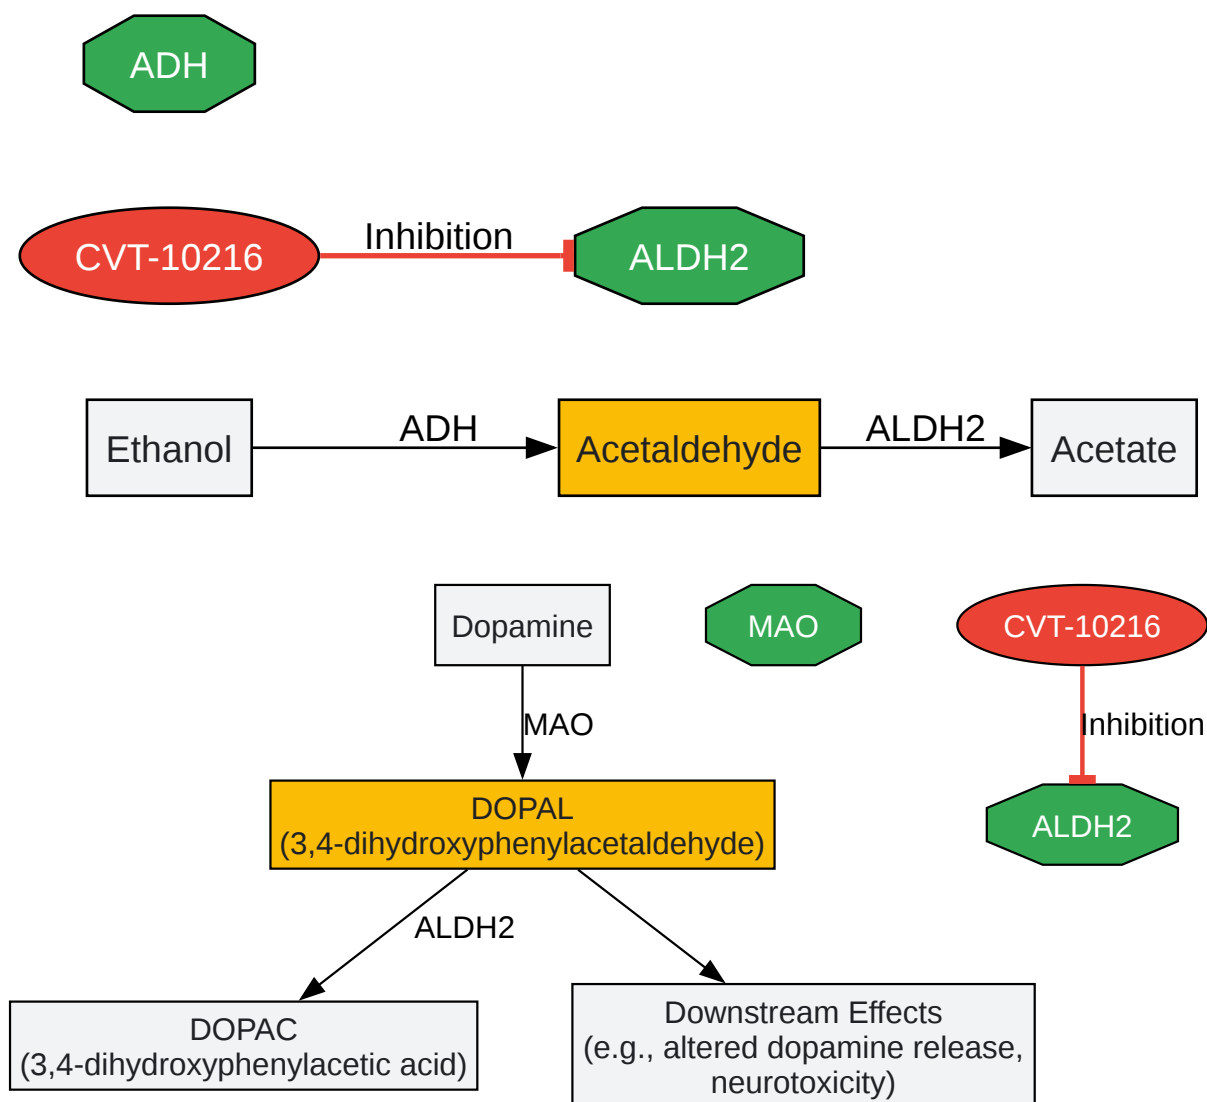 ADH
CVT-10216
Inhibition
ALDH2
Ethanol
ADH
Acetaldehyde
ALDH2
Acetate
Dopamine
MAO
CVT-10216
MAO
Inhibition
DOPAL
(3,4-dihydroxyphenylacetaldehyde)
ALDH2
ALDH2
DOPAC
(3,4-dihydroxyphenylacetic acid)
Downstream Effects
(e.g., altered dopamine release,
neurotoxicity)